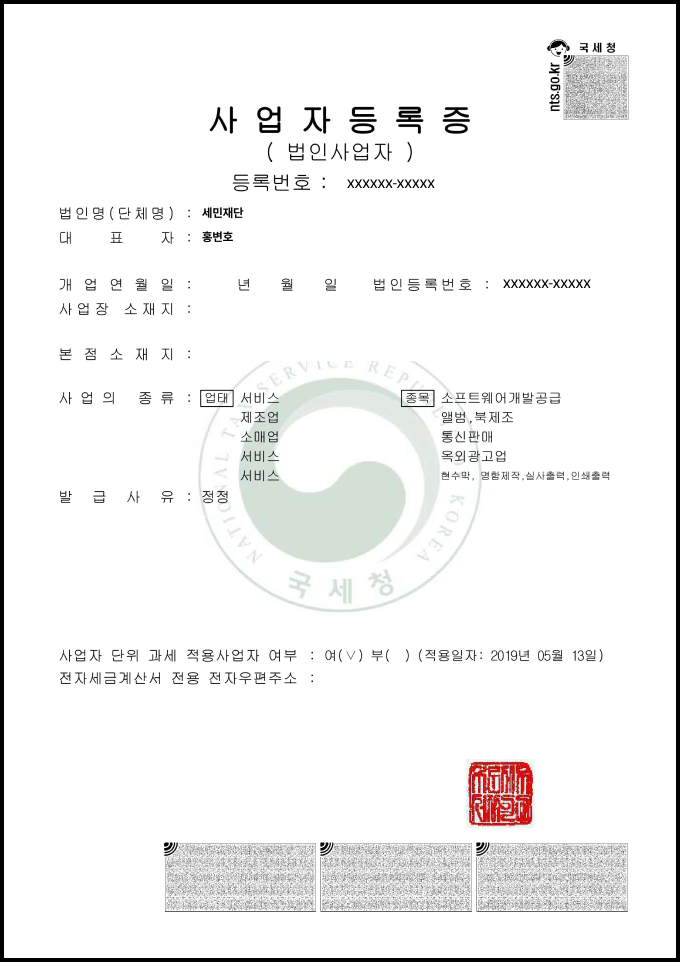 국세청
nts.go.kr
사업자등록증
( 법인사업자 )
등록번호 : xxxxxx-xxxxx
법인명(단체명) : 세민재단
대 표 자 : 홍변호
개 업 연 월 일 : 년 월 일 법인등록번호 : xxxxxx-xxxxx
사업장 소재지 :
본 점 소 재 지 :
사 업 의 종 류 : 업태 서비스 종목 소프트웨어개발공급
제조업 앨범,북제조
소매업 통신판매
서비스 옥외광고업
서비스 현수막, 명함제작,실사출력,인쇄출력
발 급 사 유 : 정정
NATIONAL TAX SERVICE REPUBLIC OF KOREA
국세청
사업자 단위 과세 적용사업자 여부 : 여(∨) 부( ) (적용일자: 2019년 05월 13일)
전자세금계산서 전용 전자우편주소 :